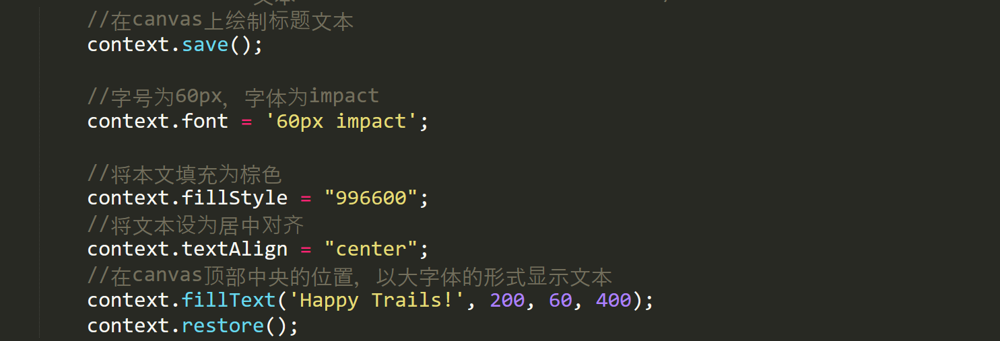 //在canvas上绘制标题文本
context.save();
//字号为60px，字体为impact
context.font = '60px impact';
//将本文填充为棕色
context.fillStyle = "996600";
//将文本设为居中对齐
context.textAlign = "center";
//在canvas顶部中央的位置，以大字体的形式显示文本
context.fillText('Happy Trails!', 200, 60, 400);
context.restore();